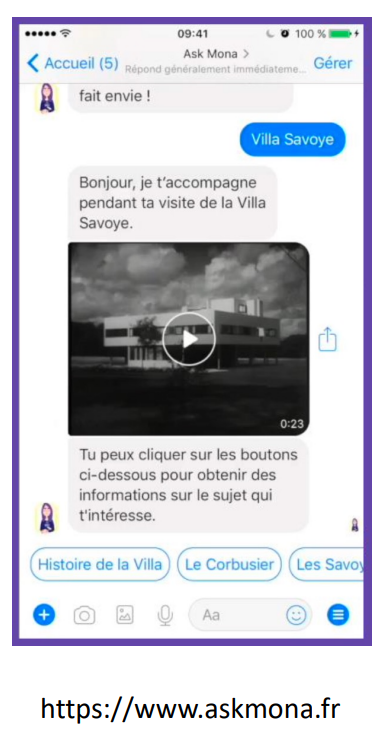 09:41
100 %
Accueil (5)
Ask Mona >
Répond généralement immédiateme...
Gérer
fait envie !
Villa Savoye
Bonjour, je t’accompagne
pendant ta visite de la Villa
Savoye.
0:23
Tu peux cliquer sur les boutons
ci-dessous pour obtenir des
informations sur le sujet qui
t'intéresse.
Histoire de la Villa
Le Corbusier
Les Savoy
Aa
https://www.askmona.fr